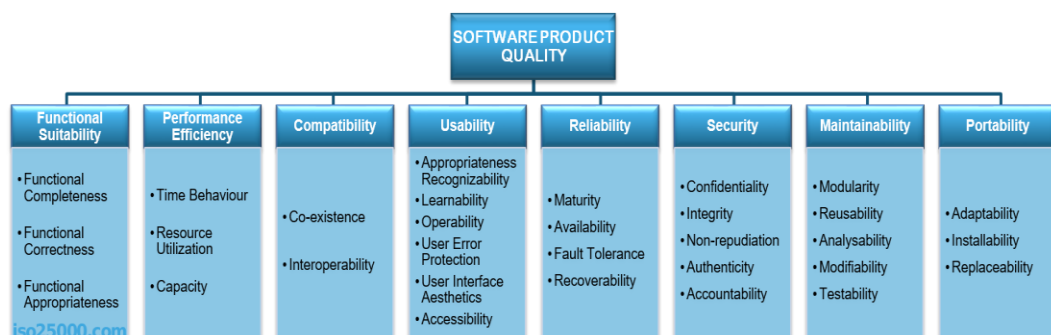 SOFTWARE PRODUCT
QUALITY
Functional
Suitability
• Functional
Completeness
• Functional
Correctness
• Functional
Appropriateness
Performance
Efficiency
• Time Behaviour
• Resource
Utilization
• Capacity
Compatibility
• Co-existence
• Interoperability
Usability
• Appropriateness
Recognizability
• Learnability
• Operability
• User Error
Protection
• User Interface
Aesthetics
• Accessibility
Reliability
• Maturity
• Availability
• Fault Tolerance
• Recoverability
Security
• Confidentiality
• Integrity
• Non-repudiation
• Authenticity
• Accountability
Maintainability
• Modularity
• Reusability
• Analysability
• Modifiability
• Testability
Portability
• Adaptability
• Installability
• Replaceability
iso25000.com